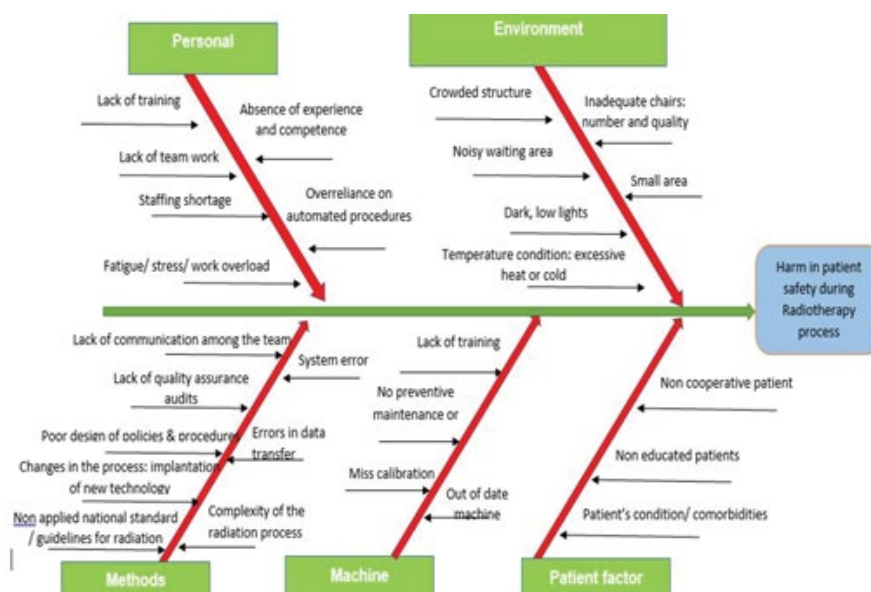 Personal
Environment
Lack of training
Absence of experience
and competence
Lack of team work
Staffing shortage
Overreliance on
automated procedures
Fatigue/ stress/ work overload
Crowded structure
Inadequate chairs:
number and quality
Noisy waiting area
Small area
Dark, low lights
Temperature condition: excessive
heat or cold
Harm in patient
safety during
Radiotherapy
process
Lack of communication among the team
System error
Lack of quality assurance
audits
Poor design of policies & procedures
Errors in data
transfer
Changes in the process: implantation
of new technology
Non applied national standard
/ guidelines for radiation
Complexity of the
radiation process
Lack of training
No preventive
maintenance or
Miss calibration
Out of date
machine
Non cooperative patient
Non educated patients
Patient's condition/ comorbidities
Methods
Machine
Patient factor